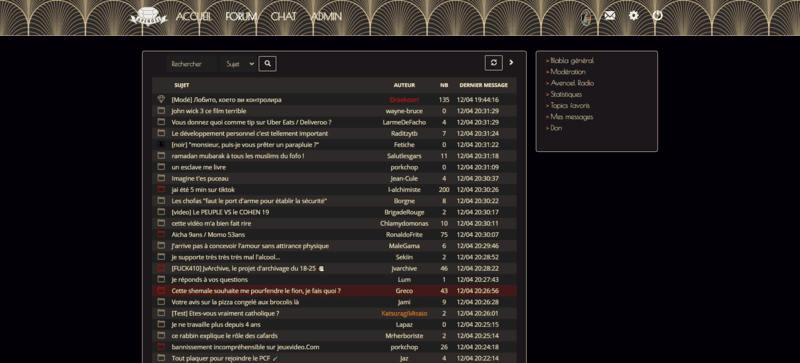 ACCUEIL FORUM CHAT ADMIN
Rechercher Sujet
SUJET AUTEUR NB DERNIER MESSAGE
[Modé] Лобито, което ви контролира 135 12/04 19:44:16
John wick 3 ce film terrible wayne-bruce 0 12/04 20:31:29
Vous donnez quoi comme tip sur Uber Eats / Deliveroo ? LarmeDeFacho 4 12/04 20:31:29
Le développement personnel c'est tellement important Raditzytb 7 12/04 20:31:24
[noir] "monsieur, puis-je vous prêter un parapluie ?" Fetiche 0 12/04 20:31:22
ramadan mubarak à tous les muslims du fofo ! Salutlesgars 11 12/04 20:31:18
un esclave me livre porkchop 0 12/04 20:31:09
Imagine t'es puceau Jean-Cule 4 12/04 20:30:37
jai été 5 min sur tiktok l-alchimiste 200 12/04 20:30:26
Les chofas "faut le port d'arme pour établir la sécurité" Borgne 8 12/04 20:30:22
[video] Le PEUPLE VS le COHEN 19 BrigadeRouge 2 12/04 20:30:17
cette vidéo m'a bien fait rire Chlamydomonas 10 12/04 20:30:11
Aicha 9ans / Momo 53ans RonaldoFrite 75 12/04 20:30:07
J'arrive pas à concevoir l'amour sans attirance physique MaleGama 6 12/04 20:29:46
Je supporte très très très mal l'alcool... Sekiin 2 12/04 20:28:52
[FUCK410] JvArchive, le projet d'archivage du 18-25 Jvarchive 46 12/04 20:28:22
Je réponds à vos questions Lum 1 12/04 20:27:43
Cette shemale souhaite me pourfendre le fion, je fais quoi ? Greco 43 12/04 20:26:56
Votre avis sur la pizza congelé aux brocolis là Jami 9 12/04 20:26:28
[Test] Etes-vous vraiment catholique ? KatsuragiMisato 2 12/04 20:26:01
Je ne travaille plus depuis 4 ans Lapaz 0 12/04 20:25:15
ce rabbin explique le rôle des cafards Mrherboriste 2 12/04 20:25:14
bannissement incompréhensible sur jeuxvideo.Com porkchop 26 12/04 20:24:18
Tout plaquer pour rejoindre le PCF Jaz 4 12/04 20:22:14
> Blabla général
> Modération
> Avenoel Radio
> Statistiques
> Topics favoris
> Mes messages
> Don